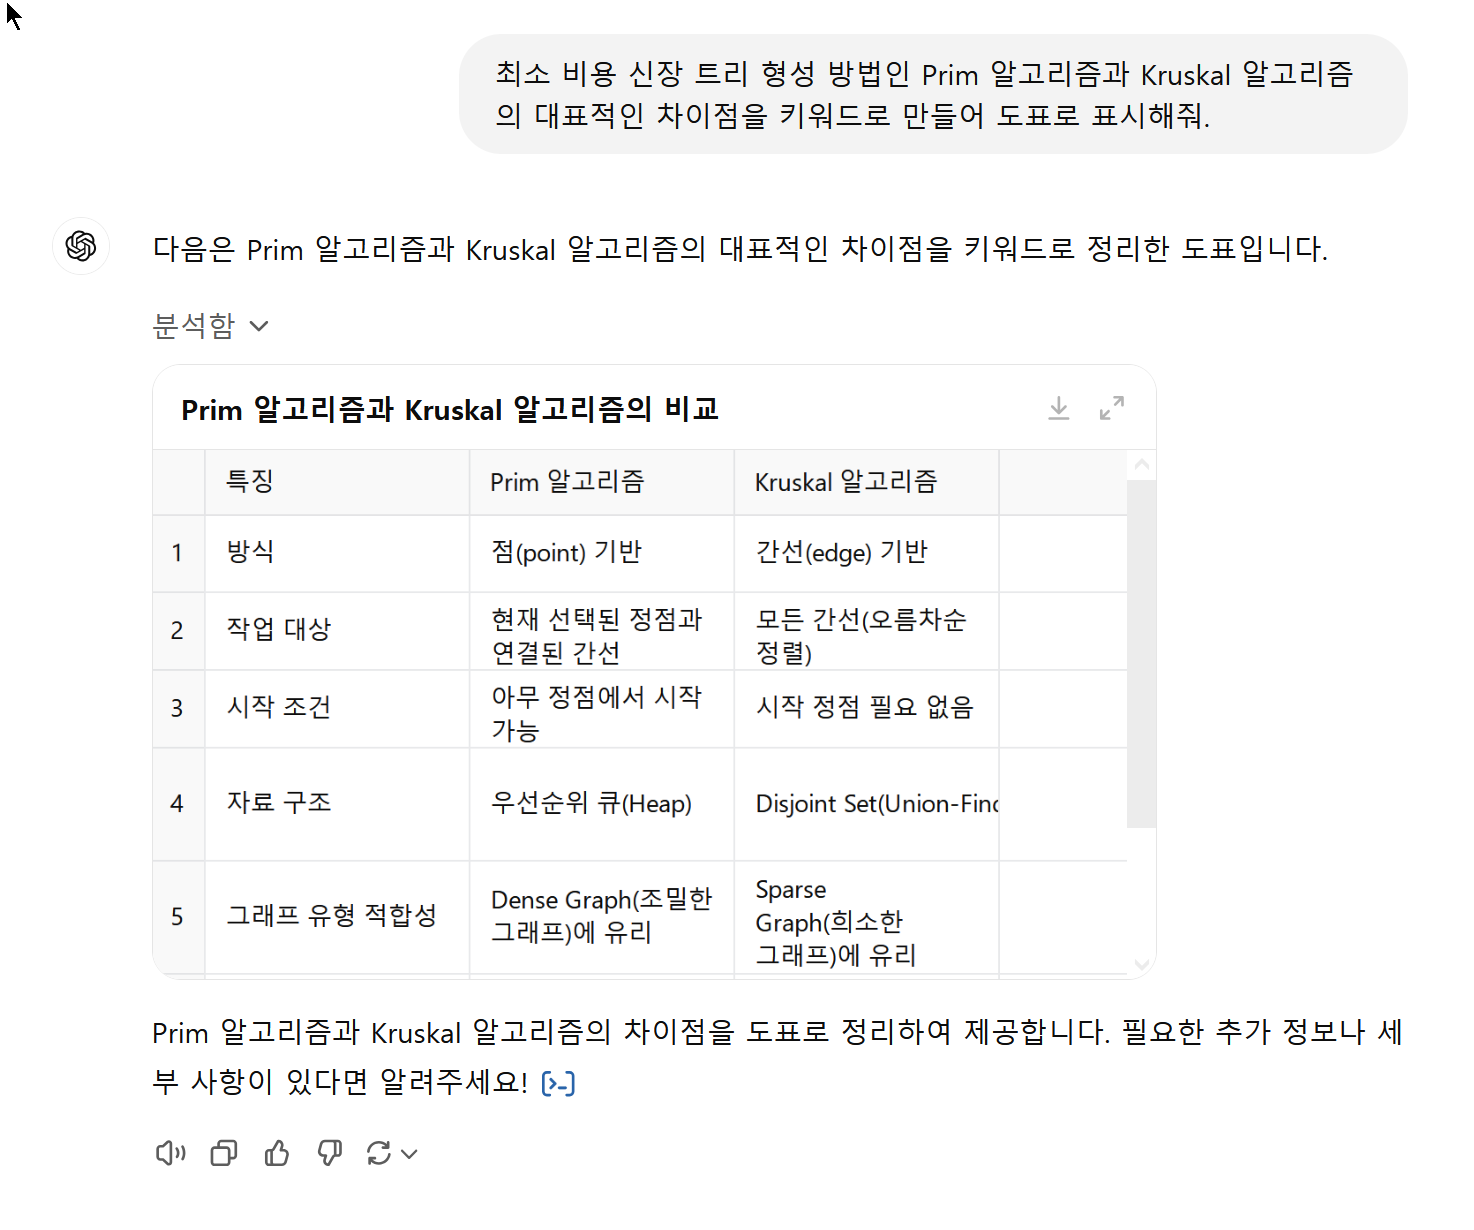 최소 비용 신장 트리 형성 방법인 Prim 알고리즘과 Kruskal 알고리즘
의 대표적인 차이점을 키워드로 만들어 도표로 표시해줘.
다음은 Prim 알고리즘과 Kruskal 알고리즘의 대표적인 차이점을 키워드로 정리한 도표입니다.
분석함
Prim 알고리즘과 Kruskal 알고리즘의 비교
특징 Prim 알고리즘 Kruskal 알고리즘
1 방식 점(point) 기반 간선(edge) 기반
2 작업 대상 현재 선택된 정점과
연결된 간선 모든 간선(오름차순
정렬)
3 시작 조건 아무 정점에서 시작
가능 시작 정점 필요 없음
4 자료 구조 우선순위 큐(Heap) Disjoint Set(Union-Find
5 그래프 유형 적합성 Dense Graph(조밀한
그래프)에 유리 Sparse
Graph(희소한
그래프)에 유리
Prim 알고리즘과 Kruskal 알고리즘의 차이점을 도표로 정리하여 제공합니다. 필요한 추가 정보나 세
부 사항이 있다면 알려주세요!